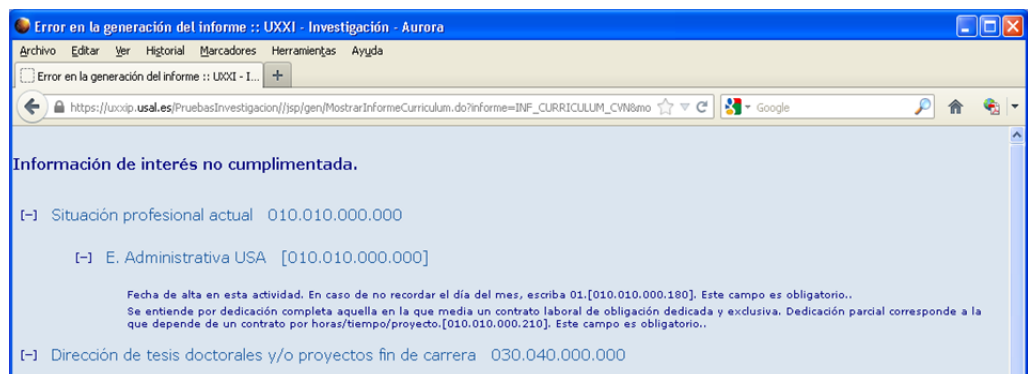 Error en la generación del informe :: UXXI - Investigación - Aurora
Archivo Editar Ver Historial Marcadores Herramientas Ayuda
Error en la generación del informe :: UXXI - I...
https://uxxip.usal.es/PruebasInvestigacion//jsp/gen/MostrarInformeCurriculum.do?informe=INF_CURRICULUM_CVN&mo Google
Información de interés no cumplimentada.
[-] Situación profesional actual 010.010.000.000
[-] E. Administrativa USA [010.010.000.000]
Fecha de alta en esta actividad. En caso de no recordar el día del mes, escriba 01.[010.010.000.180]. Este campo es obligatorio..
Se entiende por dedicación completa aquella en la que media un contrato laboral de obligación dedicada y exclusiva. Dedicación parcial corresponde a la
que depende de un contrato por horas/tiempo/proyecto.[010.010.000.210]. Este campo es obligatorio..
[-] Dirección de tesis doctorales y/o proyectos fin de carrera 030.040.000.000